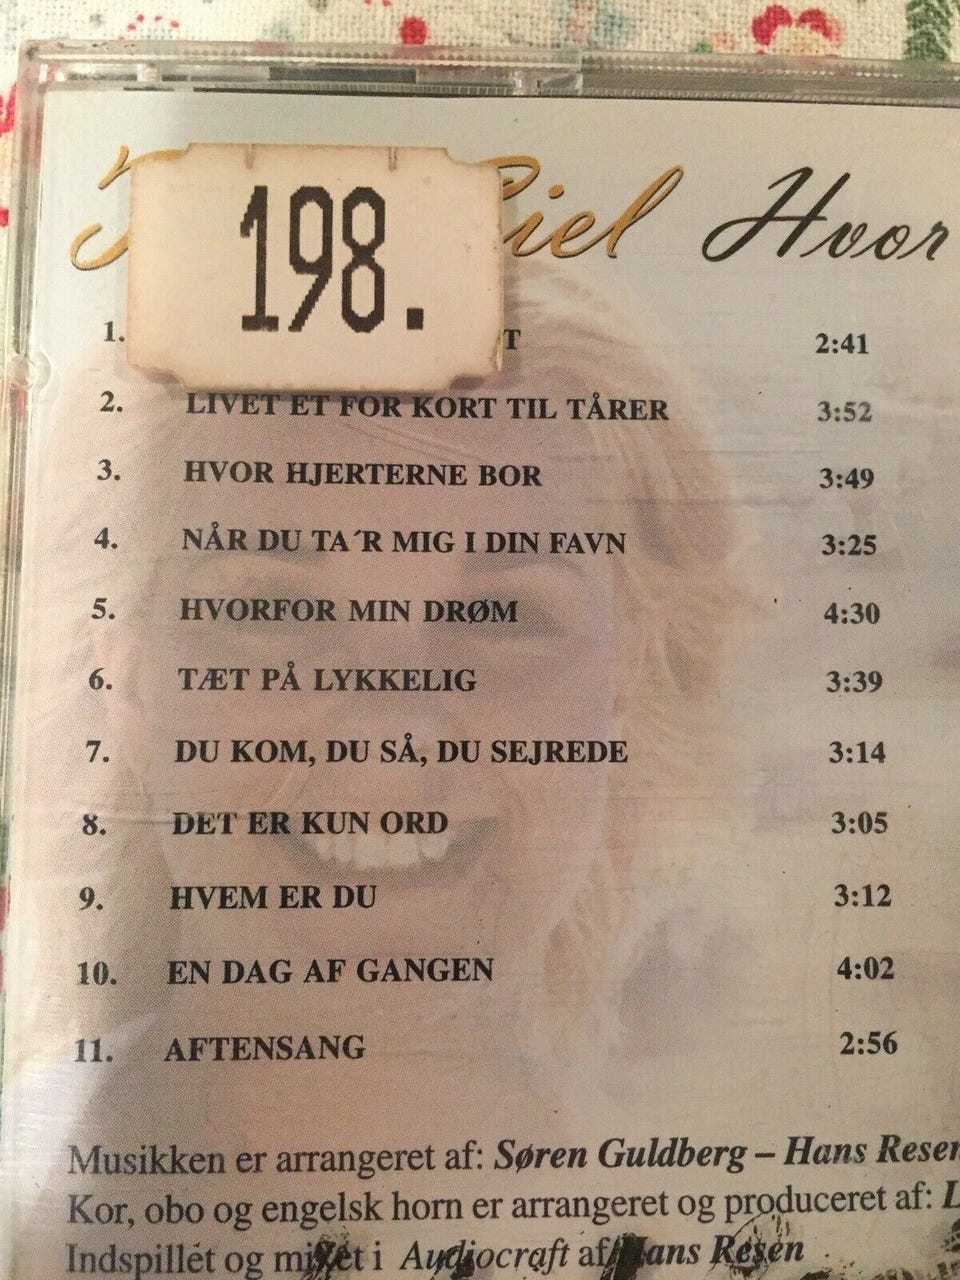 198.
iel Hvor
1. T 2:41
2. LIVET ET FOR KORT TIL TÅRER 3:52
3. HVOR HJERTERNE BOR 3:49
4. NÅR DU TA´R MIG I DIN FAVN 3:25
5. HVORFOR MIN DRØM 4:30
6. TÆT PÅ LYKKELIG 3:39
7. DU KOM, DU SÅ, DU SEJREDE 3:14
8. DET ER KUN ORD 3:05
9. HVEM ER DU 3:12
10. EN DAG AF GANGEN 4:02
11. AFTENSANG 2:56
Musikken er arrangeret af: Søren Guldberg – Hans Resen
Kor, obo og engelsk horn er arrangeret og produceret af: L
Indspillet og mixet i Audiocraft af Hans Resen